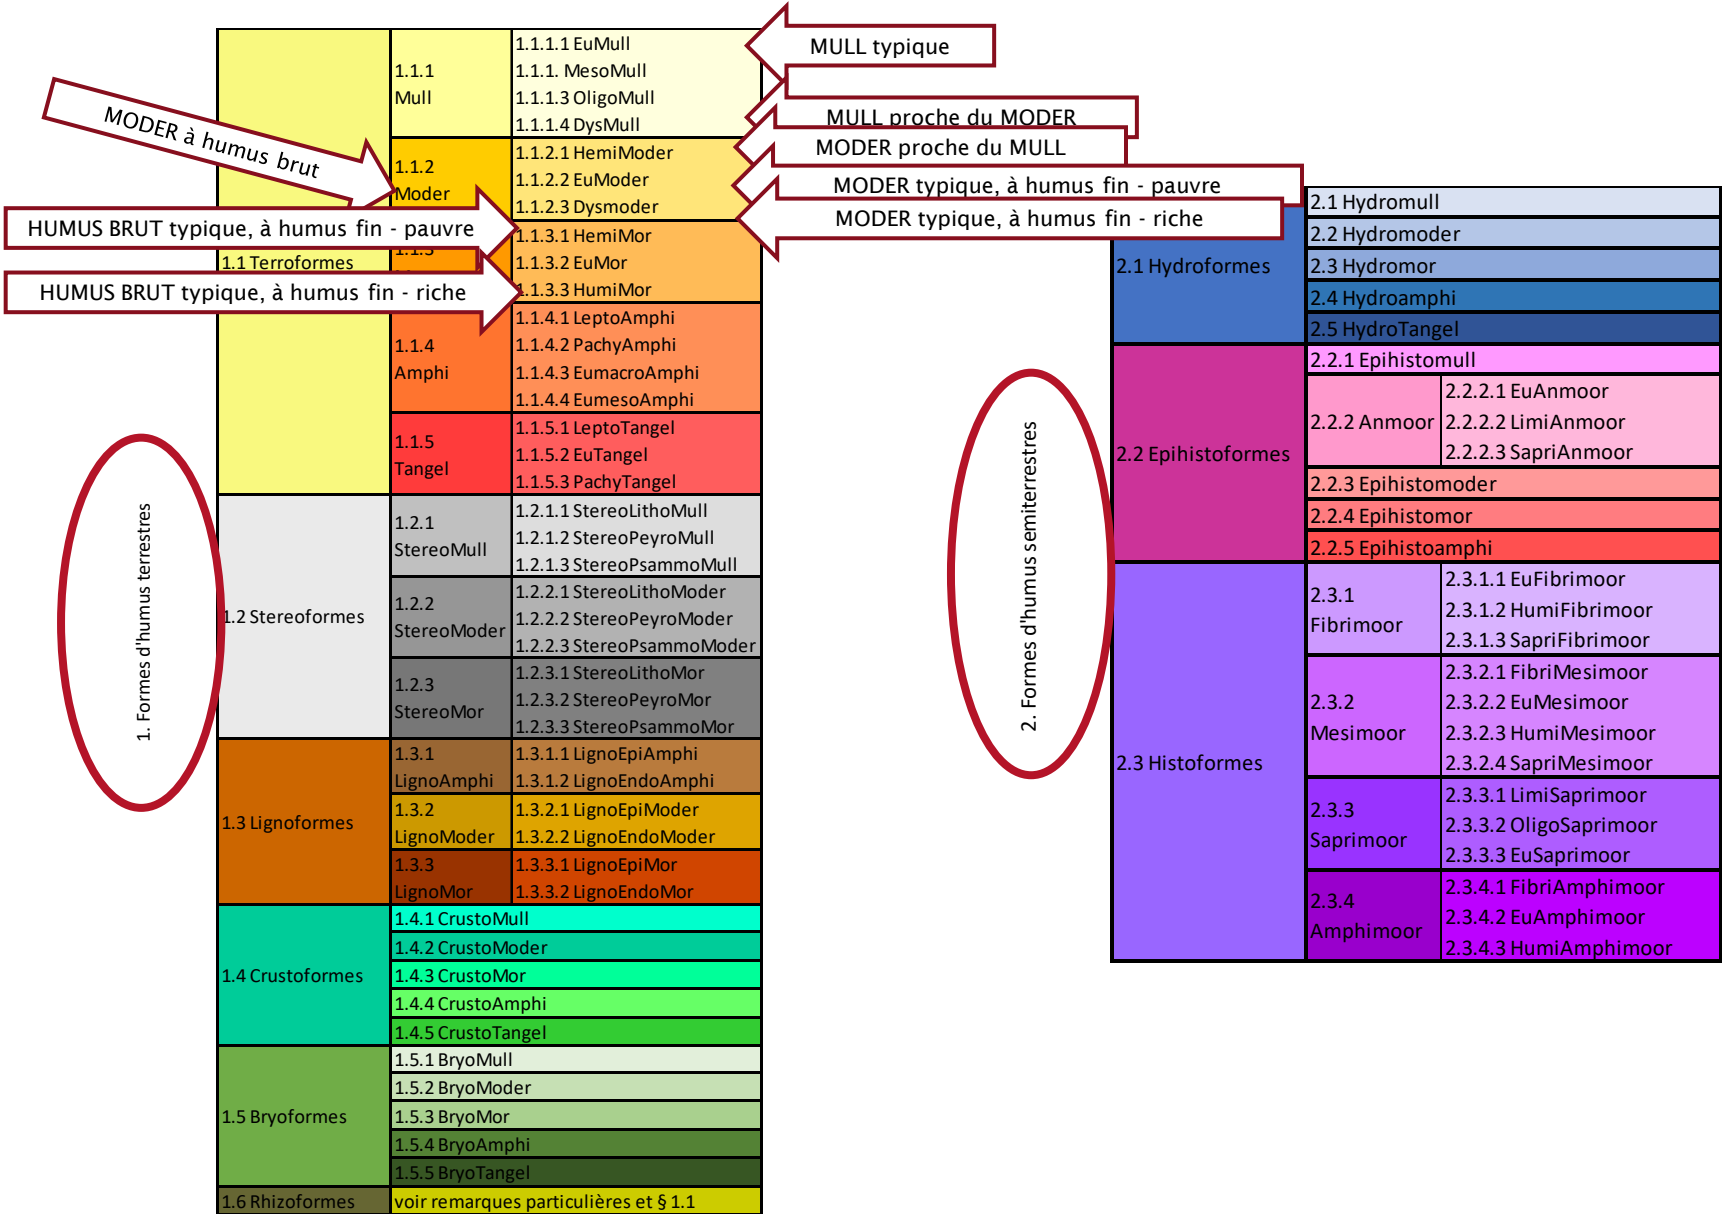 MULL typique
MULL proche du MODER
MODER proche du MULL
MODER typique, à humus fin - pauvre
MODER typique, à humus fin - riche
MODER à humus brut
HUMUS BRUT typique, à humus fin - pauvre
HUMUS BRUT typique, à humus fin - riche
1. Formes d'humus terrestres
1.1 Terroformes
1.1.1
Mull
1.1.1.1 EuMull
1.1.1. MesoMull
1.1.1.3 OligoMull
1.1.1.4 DysMull
1.1.2
Moder
1.1.2.1 HemiModer
1.1.2.2 EuModer
1.1.2.3 Dysmoder
1.1.3
1.1.3.1 HemiMor
1.1.3.2 EuMor
1.1.3.3 HumiMor
1.1.4
Amphi
1.1.4.1 LeptoAmphi
1.1.4.2 PachyAmphi
1.1.4.3 EumacroAmphi
1.1.4.4 EumesoAmphi
1.1.5
Tangel
1.1.5.1 LeptoTangel
1.1.5.2 EuTangel
1.1.5.3 PachyTangel
1.2 Stereoformes
1.2.1
StereoMull
1.2.1.1 StereoLithoMull
1.2.1.2 StereoPeyroMull
1.2.1.3 StereoPsammoMull
1.2.2
StereoModer
1.2.2.1 StereoLithoModer
1.2.2.2 StereoPeyroModer
1.2.2.3 StereoPsammoModer
1.2.3
StereoMor
1.2.3.1 StereoLithoMor
1.2.3.2 StereoPeyroMor
1.2.3.3 StereoPsammoMor
1.3 Lignoformes
1.3.1
LignoAmphi
1.3.1.1 LignoEpiAmphi
1.3.1.2 LignoEndoAmphi
1.3.2
LignoModer
1.3.2.1 LignoEpiModer
1.3.2.2 LignoEndoModer
1.3.3
LignoMor
1.3.3.1 LignoEpiMor
1.3.3.2 LignoEndoMor
1.4 Crustoformes
1.4.1 CrustoMull
1.4.2 CrustoModer
1.4.3 CrustoMor
1.4.4 CrustoAmphi
1.4.5 CrustoTangel
1.5 Bryoformes
1.5.1 BryoMull
1.5.2 BryoModer
1.5.3 BryoMor
1.5.4 BryoAmphi
1.5.5 BryoTangel
1.6 Rhizoformes
voir remarques particulières et § 1.1
2. Formes d'humus semiterrestres
2.1 Hydroformes
2.1 Hydromull
2.2 Hydromoder
2.3 Hydromor
2.4 Hydroamphi
2.5 HydroTangel
2.2 Epihistoformes
2.2.1 Epihistomull
2.2.2 Anmoor
2.2.2.1 EuAnmoor
2.2.2.2 LimiAnmoor
2.2.2.3 SapriAnmoor
2.2.3 Epihistomoder
2.2.4 Epihistomor
2.2.5 Epihistoamphi
2.3 Histoformes
2.3.1
Fibrimoor
2.3.1.1 EuFibrimoor
2.3.1.2 HumiFibrimoor
2.3.1.3 SapriFibrimoor
2.3.2
Mesimoor
2.3.2.1 FibriMesimoor
2.3.2.2 EuMesimoor
2.3.2.3 HumiMesimoor
2.3.2.4 SapriMesimoor
2.3.3
Saprimoor
2.3.3.1 LimiSaprimoor
2.3.3.2 OligoSaprimoor
2.3.3.3 EuSaprimoor
2.3.4
Amphimoor
2.3.4.1 FibriAmphimoor
2.3.4.2 EuAmphimoor
2.3.4.3 HumiAmphimoor